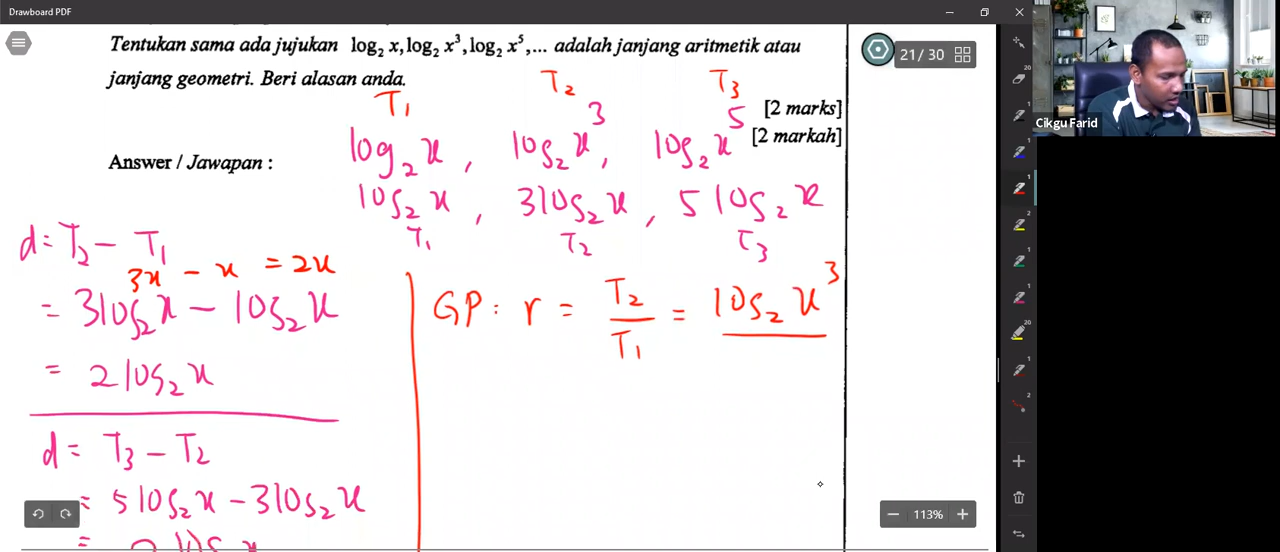 Drawboard PDF
Tentukan sama ada jujukan log₂ x, log₂ x³, log₂ x⁵,... adalah janjang aritmetik atau
janjang geometri. Beri alasan anda.
T₁ T₂ T₃
[2 marks]
[2 markah]
Answer / Jawapan :
log₂ x , log₂ x³, log₂ x⁵
log₂ x , 3log₂ x , 5 log₂ x
T₁ T₂ T₃
d = T₂ − T₁
3x − x = 2x
= 3log₂ x − log₂ x
= 2log₂ x
d = T₃ − T₂
= 5log₂ x − 3log₂ x
GP : r = T₂/T₁ = log₂ x³
21 / 30
Cikgu Farid
113%